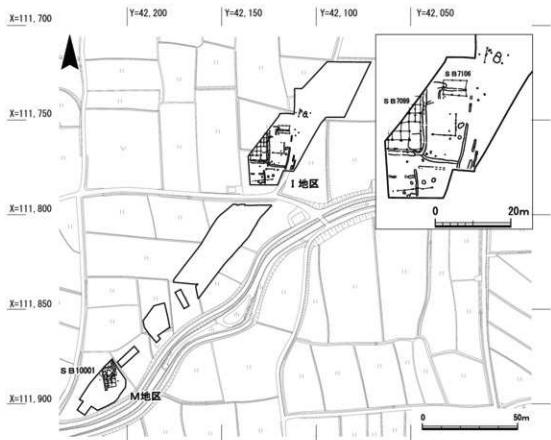 X=111,700
Y=42,200
Y=42,150
Y=42,100
Y=42,050
X=111,750
X=111,800
X=111,850
X=111,900
SB7106
SB7099
0
20m
I地区
SB10001
M地区
0
50m